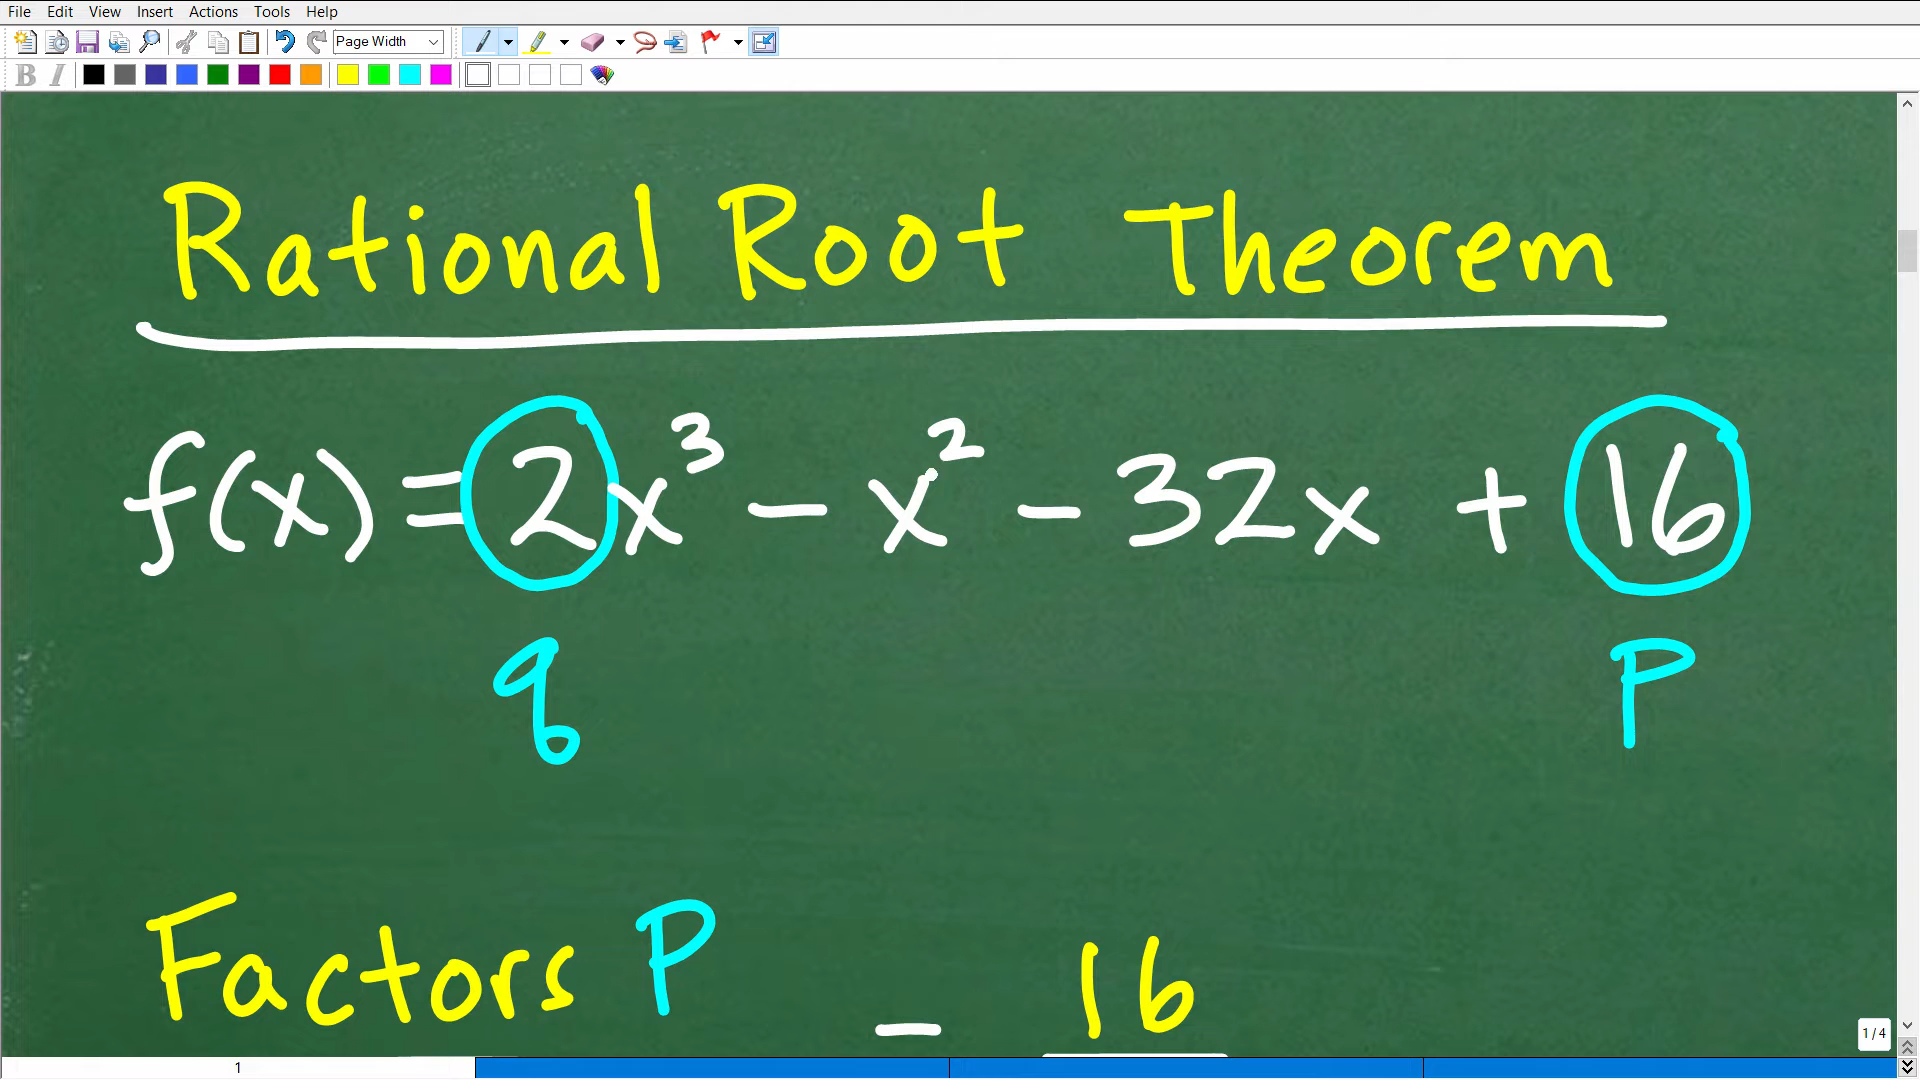 File Edit View Insert Actions Tools Help
Page Width
B I
Rational Root Theorem
f(x) = 2x³ - x² - 32x + 16
q P
Factors P
— 16
1 / 4
1